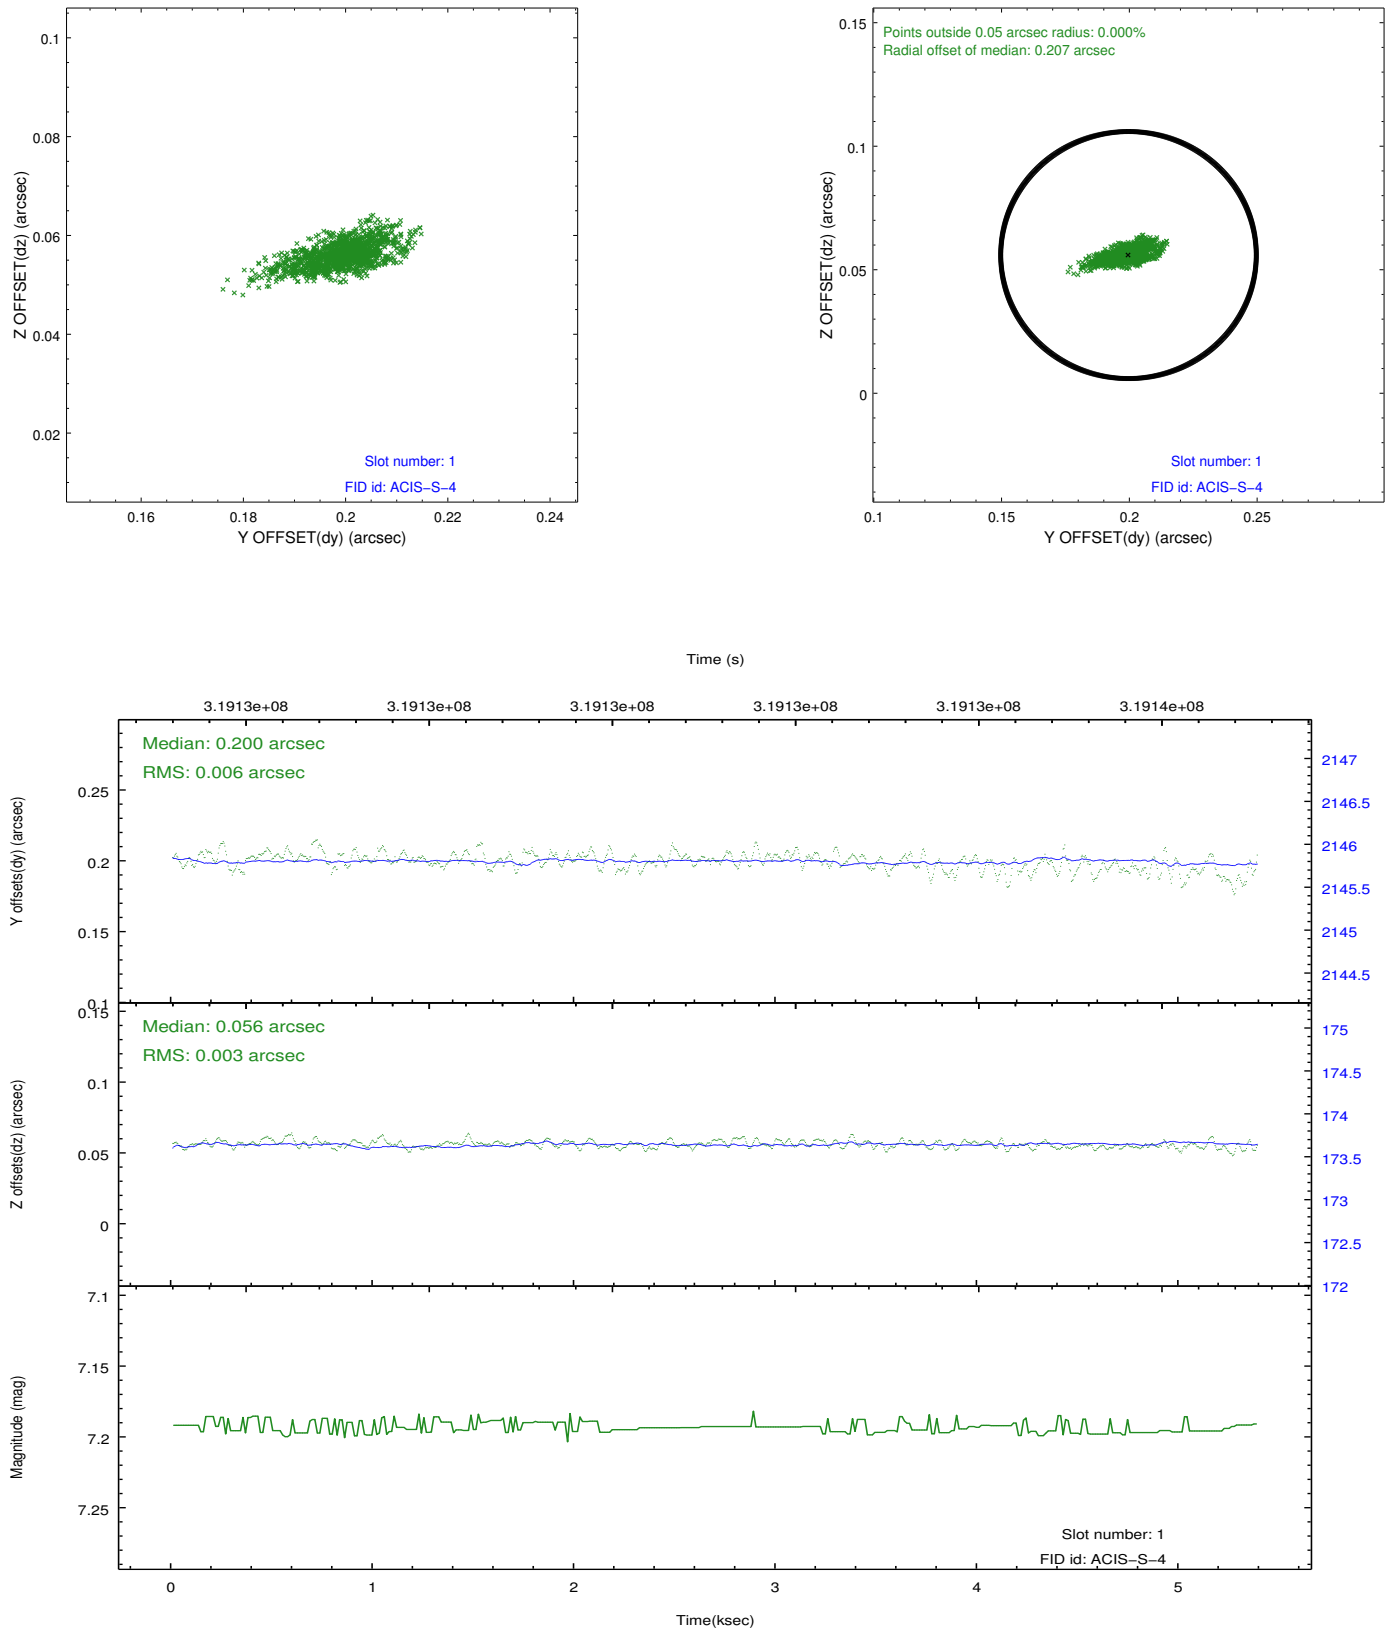 0.1
0.08
0.06
0.04
0.02
Z OFFSET(dz) (arcsec)
Slot number: 1
FID id: ACIS−S−4
0.16 0.18 0.2 0.22 0.24
Y OFFSET(dy) (arcsec)
Points outside 0.05 arcsec radius: 0.000%
Radial offset of median: 0.207 arcsec
0.15
0.1
0.05
0
Z OFFSET(dz) (arcsec)
Slot number: 1
FID id: ACIS−S−4
0.1 0.15 0.2 0.25
Y OFFSET(dy) (arcsec)
Time (s)
3.1913e+08 3.1913e+08 3.1913e+08 3.1913e+08 3.1913e+08 3.1914e+08
Median: 0.200 arcsec
RMS: 0.006 arcsec
Y offsets(dy) (arcsec)
0.25
0.2
0.15
0.1
2147
2146.5
2146
2145.5
2145
2144.5
Median: 0.056 arcsec
RMS: 0.003 arcsec
Z offsets(dz) (arcsec)
0.15
0.1
0.05
0
175
174.5
174
173.5
173
172.5
172
Magnitude (mag)
7.1
7.15
7.2
7.25
Slot number: 1
FID id: ACIS−S−4
0 1 2 3 4 5
Time(ksec)